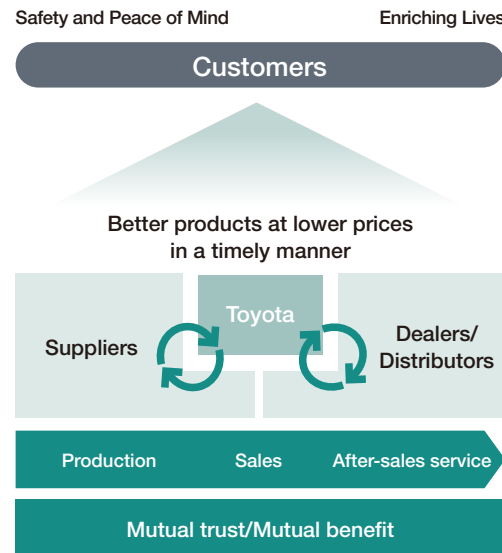 Safety and Peace of Mind
Enriching Lives
Customers
Better products at lower prices
in a timely manner
Toyota
Suppliers
Dealers/
Distributors
Production
Sales
After-sales service
Mutual trust/Mutual benefit